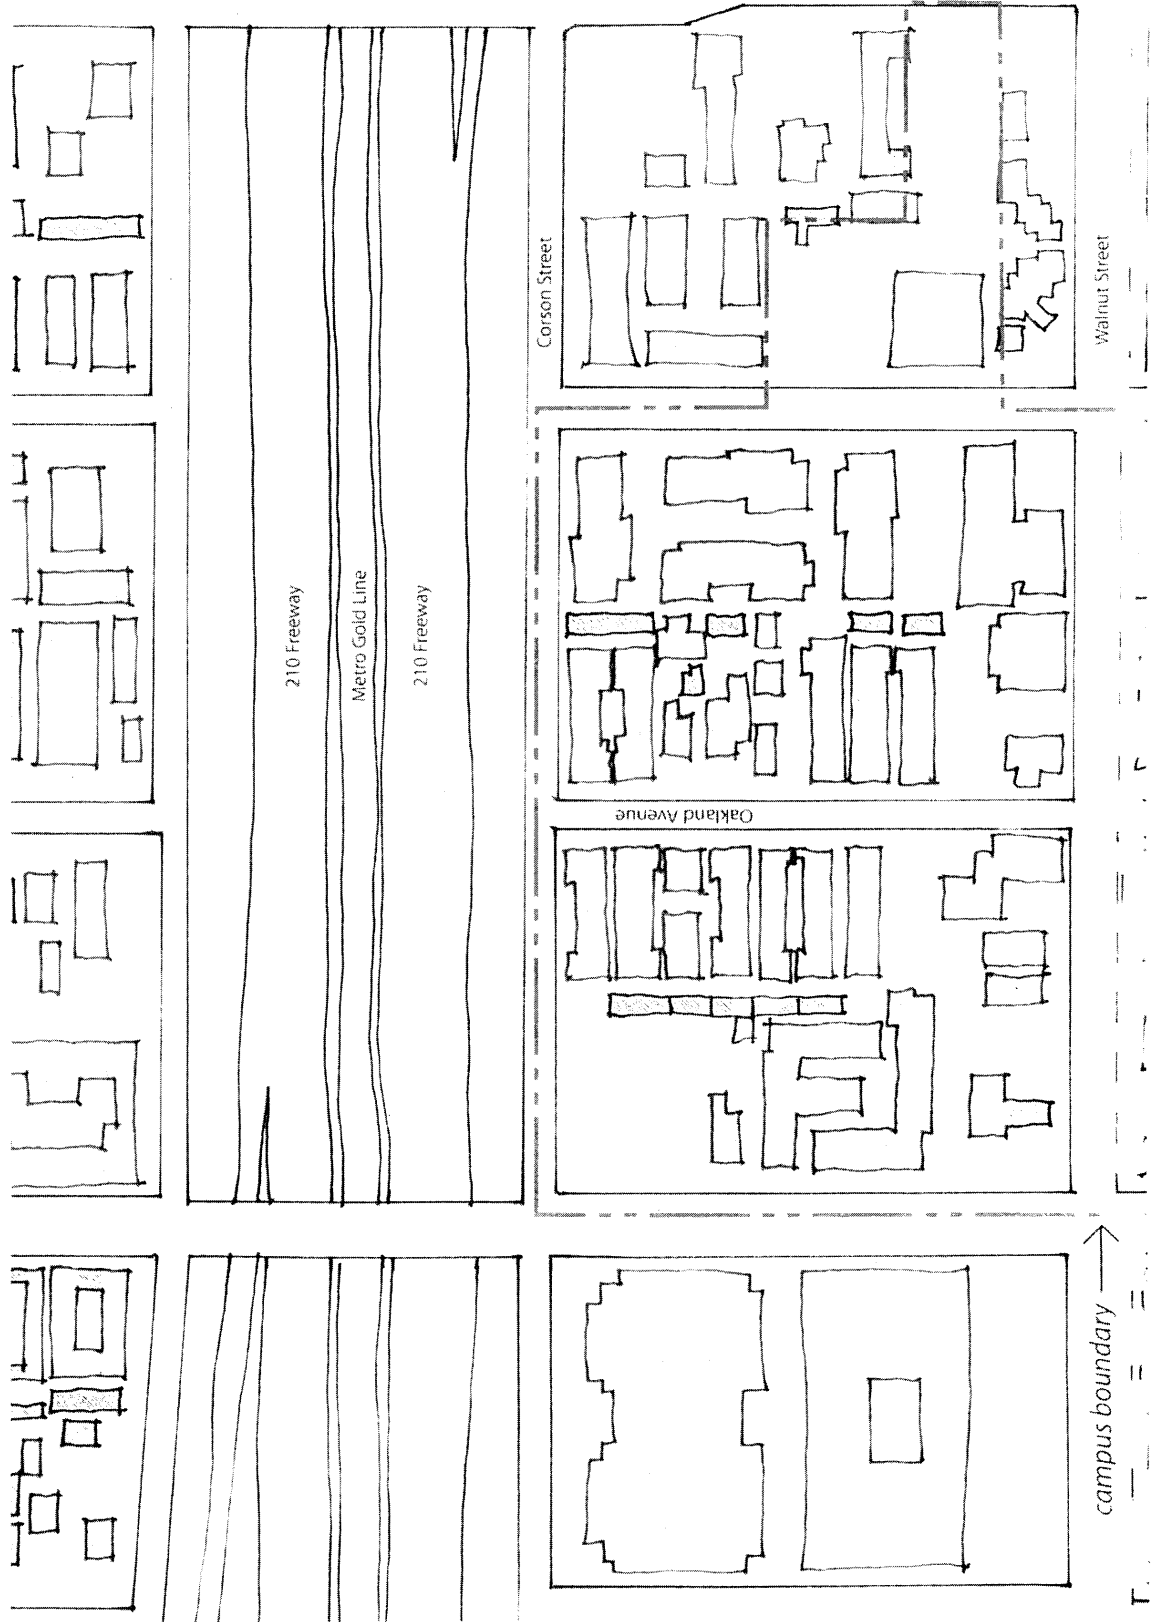 Corson Street
Walnut Street
210 Freeway
Metro Gold Line
210 Freeway
Oakland Avenue
campus boundary